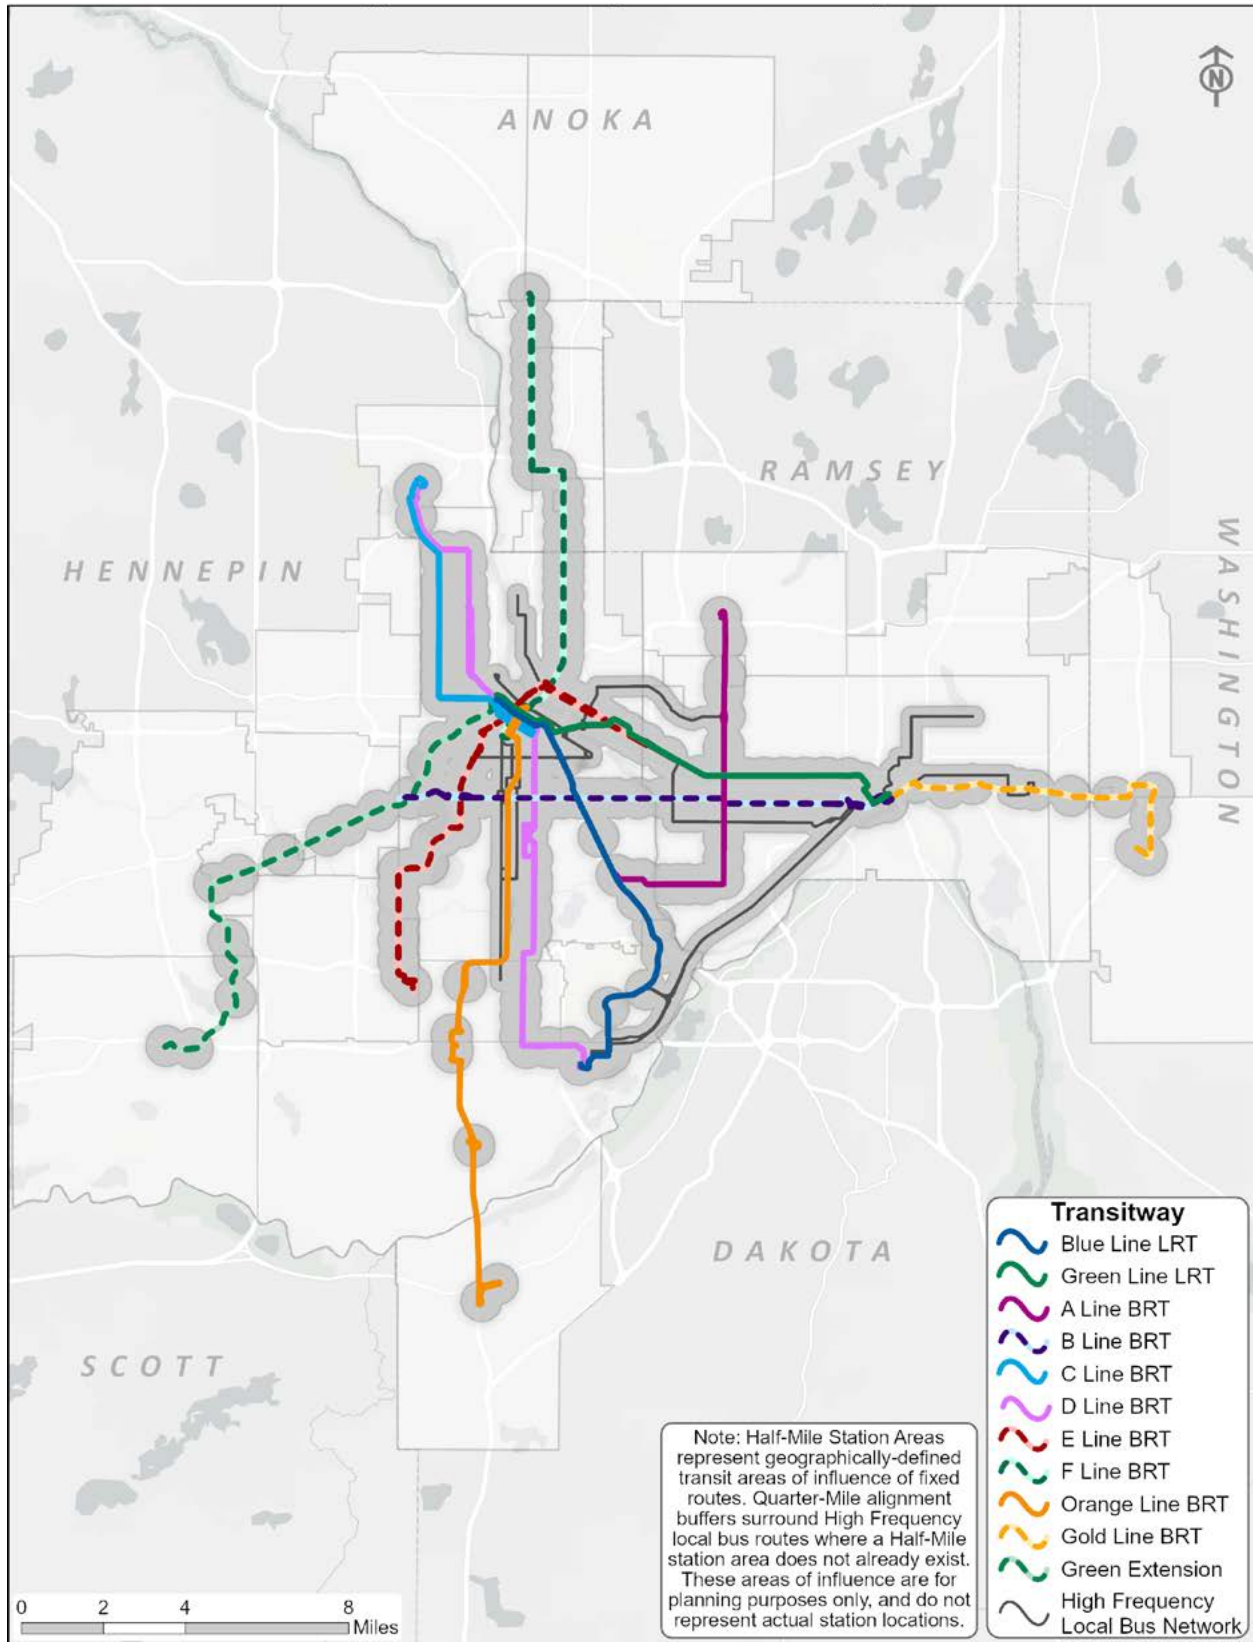 N
ANOKA
RAMSEY
HENNEPIN
WASHINGTON
DAKOTA
SCOTT
Transitway
Blue Line LRT
Green Line LRT
A Line BRT
B Line BRT
C Line BRT
D Line BRT
E Line BRT
F Line BRT
Orange Line BRT
Gold Line BRT
Green Extension
High Frequency
Local Bus Network
Note: Half-Mile Station Areas
represent geographically-defined
transit areas of influence of fixed
routes. Quarter-Mile alignment
buffers surround High Frequency
local bus routes where a Half-Mile
station area does not already exist.
These areas of influence are for
planning purposes only, and do not
represent actual station locations.
0 2 4 8
Miles